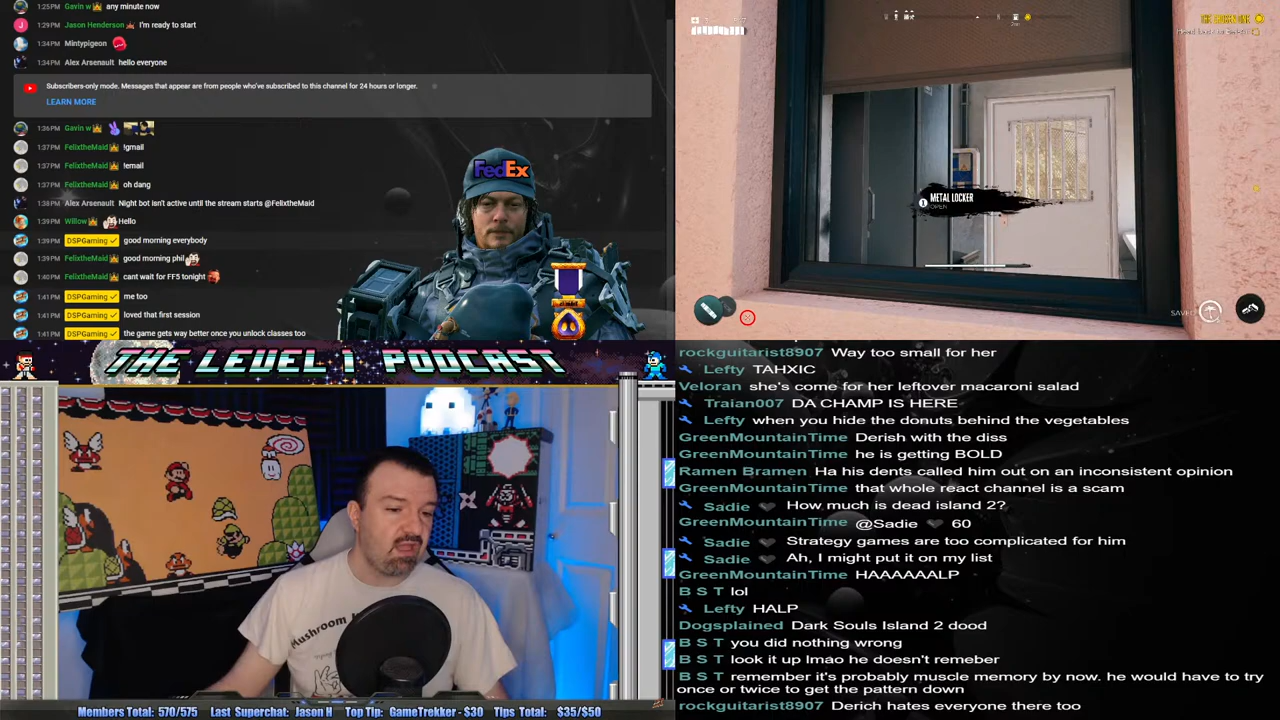 1:25PM Gavin w any minute now
1:29PM Jason Henderson I'm ready to start
1:34PM Mintypigeon
1:34PM Alex Arsenault hello everyone
Subscribers-only mode. Messages that appear are from people who've subscribed to this channel for 24 hours or longer.
LEARN MORE
1:36PM Gavin w
1:37PM FelixtheMaid !gmail
1:37PM FelixtheMaid !email
1:37PM FelixtheMaid oh dang
1:38PM Alex Arsenault Night bot isn't active until the stream starts @FelixtheMaid
1:39PM Willow Hello
1:39PM DSPGaming good morning everybody
1:39PM FelixtheMaid good morning phil
1:40PM FelixtheMaid cant wait for FF5 tonight
1:41PM DSPGaming me too
1:41PM DSPGaming loved that first session
1:41PM DSPGaming the game gets way better once you unlock classes too
FedEx
THE CHOSEN ONE
METAL LOCKER
OPEN
SAVED
THE LEVEL 1 PODCAST
Mushroom
rockguitarist8907 Way too small for her
Lefty TAHXIC
Veloran she's come for her leftover macaroni salad
Traian007 DA CHAMP IS HERE
Lefty when you hide the donuts behind the vegetables
GreenMountainTime Derish with the diss
GreenMountainTime he is getting BOLD
Ramen Bramen Ha his dents called him out on an inconsistent opinion
GreenMountainTime that whole react channel is a scam
Sadie How much is dead island 2?
GreenMountainTime @Sadie 60
Sadie Strategy games are too complicated for him
Sadie Ah, I might put it on my list
GreenMountainTime HAAAAAALP
B S T lol
Lefty HALP
Dogsplained Dark Souls Island 2 dood
B S T you did nothing wrong
B S T look it up lmao he doesn't remeber
B S T remember it's probably muscle memory by now. he would have to try
once or twice to get the pattern down
rockguitarist8907 Derich hates everyone there too
Members Total: 570/575 Last Superchat: Jason H Top Tip: GameTrekker - $30 Tips Total: $35/$50